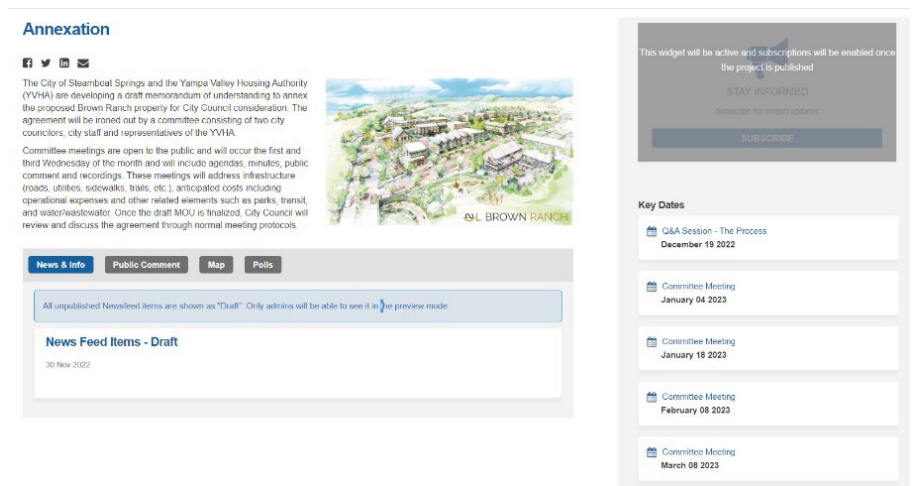 Annexation
The City of Steamboat Springs and the Yampa Valley Housing Authority
(YVHA) are developing a draft memorandum of understanding to annex
the proposed Brown Ranch property for City Council consideration. The
agreement will be ironed out by a committee consisting of two city
councilors, city staff and representatives of the YVHA.
Committee meetings are open to the public and will occur the first and
third Wednesday of the month and will include agendas, minutes, public
comment and recordings. These meetings will address infrastructure
(roads, utilities, sidewalks, trails, etc.), anticipated costs including
operational expenses and other related elements such as parks, transit,
and water/wastewater. Once the draft MOU is finalized, City Council will
review and discuss the agreement through normal meeting protocols.
BROWN RANCH
News & Info
Public Comment
Map
Polls
All unpublished Newsfeed items are shown as "Draft". Only admins will be able to see it in the preview mode
News Feed Items - Draft
30 Nov 2022
This widget will be active and subscriptions will be enabled once
the project is published
STAY INFORMED
Subscribe for project updates
SUBSCRIBE
Key Dates
Q&A Session - The Process
December 19 2022
Committee Meeting
January 04 2023
Committee Meeting
January 18 2023
Committee Meeting
February 08 2023
Committee Meeting
March 08 2023